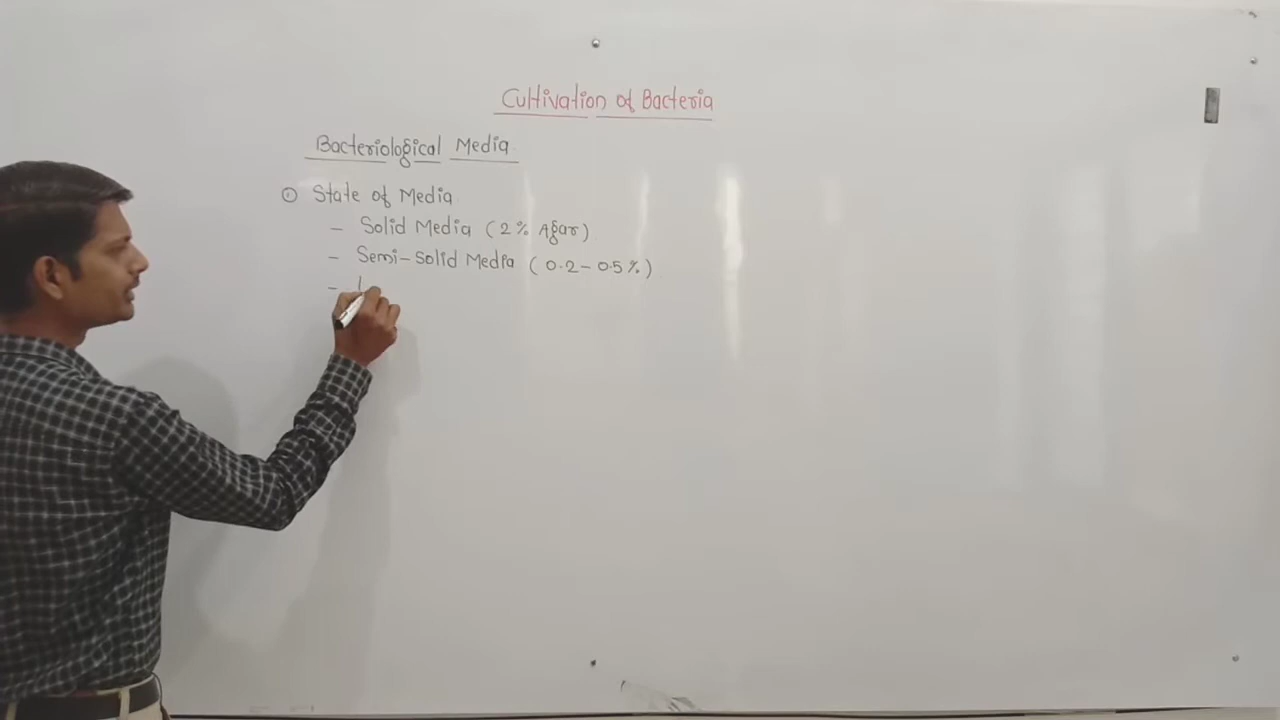 Cultivation of Bacteria
Bacteriological Media
① State of Media
– Solid Media (2% Agar)
– Semi-Solid Media (0.2-0.5%)
– L